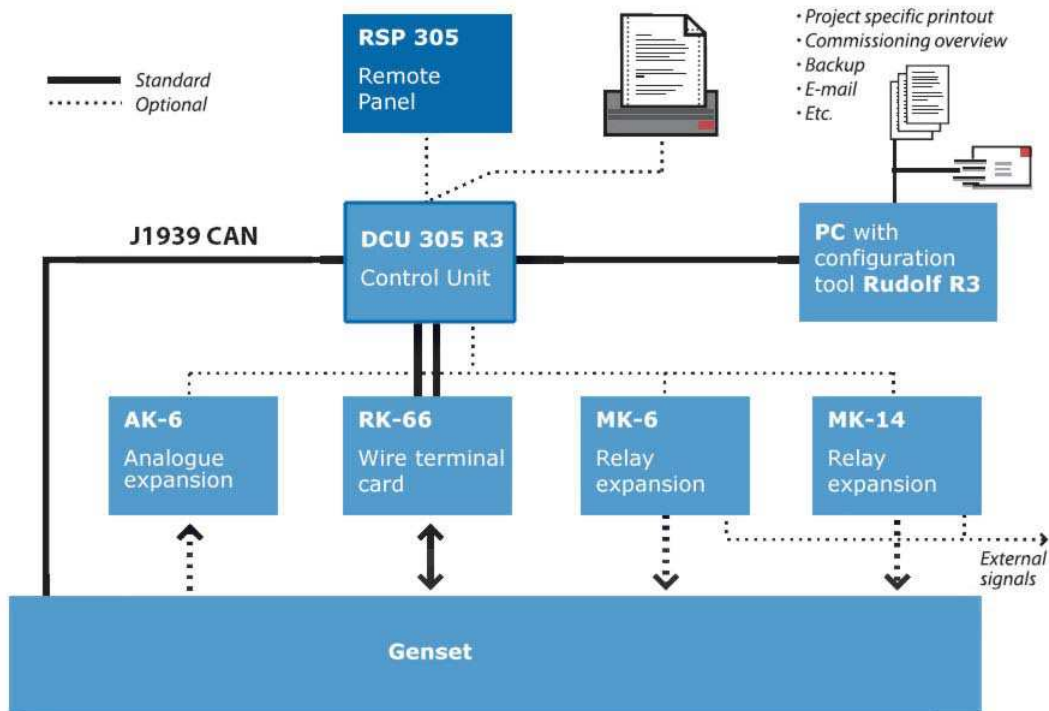 RSP 305
Remote
Panel
• Project specific printout
• Commissioning overview
• Backup
• E-mail
• Etc.
Standard
Optional
J1939 CAN
DCU 305 R3
Control Unit
PC with
configuration
tool Rudolf R3
AK-6
Analogue
expansion
RK-66
Wire terminal
card
MK-6
Relay
expansion
MK-14
Relay
expansion
External
signals
Genset